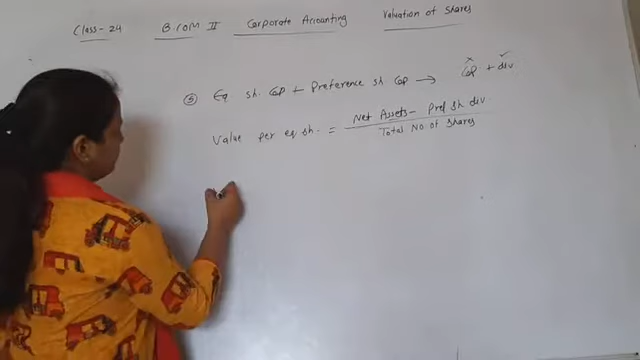 Class-24 B.COM II Corporate Accounting Valuation of Shares
⑤ Eq sh. Cap + Preference sh Cap → Cap + div
Value per eq sh. = Net Assets - Pref sh div
Total No of Shares